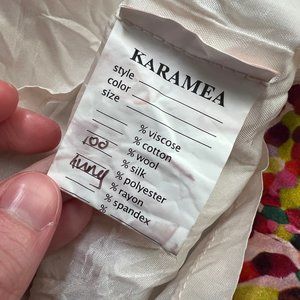 KARAMEA
style
color
size
% viscose
% cotton
% wool
100 % silk
% polyester
% rayon
% spandex
%